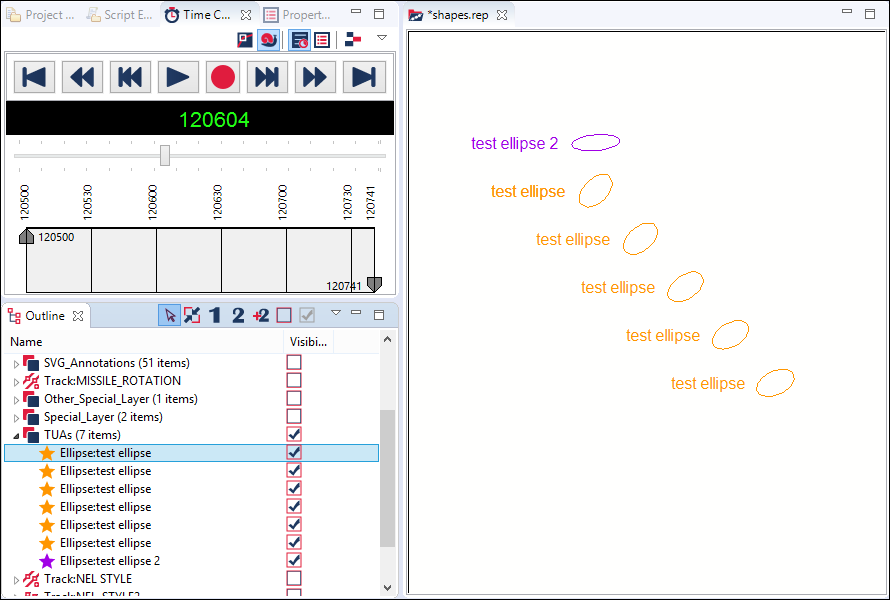 Project ...
Script E...
Time C...
Propert...
120604
120500
120530
120600
120630
120700
120730
120741
120500
120741
Outline
1
2
+2
Name
Visibi...
SVG_Annotations (51 items)
Track:MISSILE_ROTATION
Other_Special_Layer (1 items)
Special_Layer (2 items)
TUAs (7 items)
Ellipse:test ellipse
Ellipse:test ellipse
Ellipse:test ellipse
Ellipse:test ellipse
Ellipse:test ellipse
Ellipse:test ellipse
Ellipse:test ellipse 2
Track:NEL STYLE
Track:NEL STYLE2
*shapes.rep
test ellipse 2
test ellipse
test ellipse
test ellipse
test ellipse
test ellipse